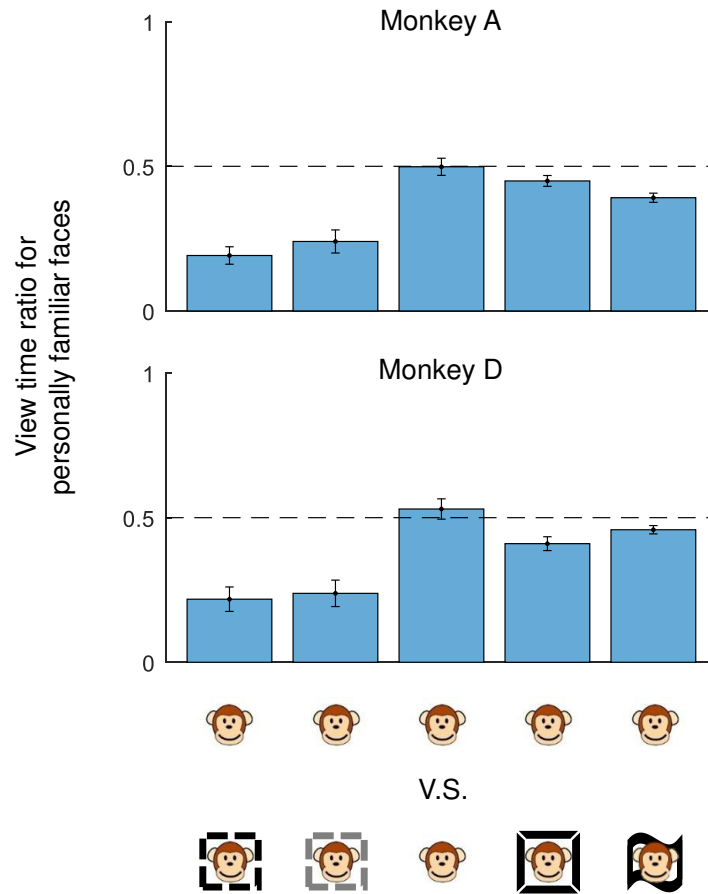 Monkey A
1
0.5
0
View time ratio for
personally familiar faces
Monkey D
1
0.5
0
V.S.